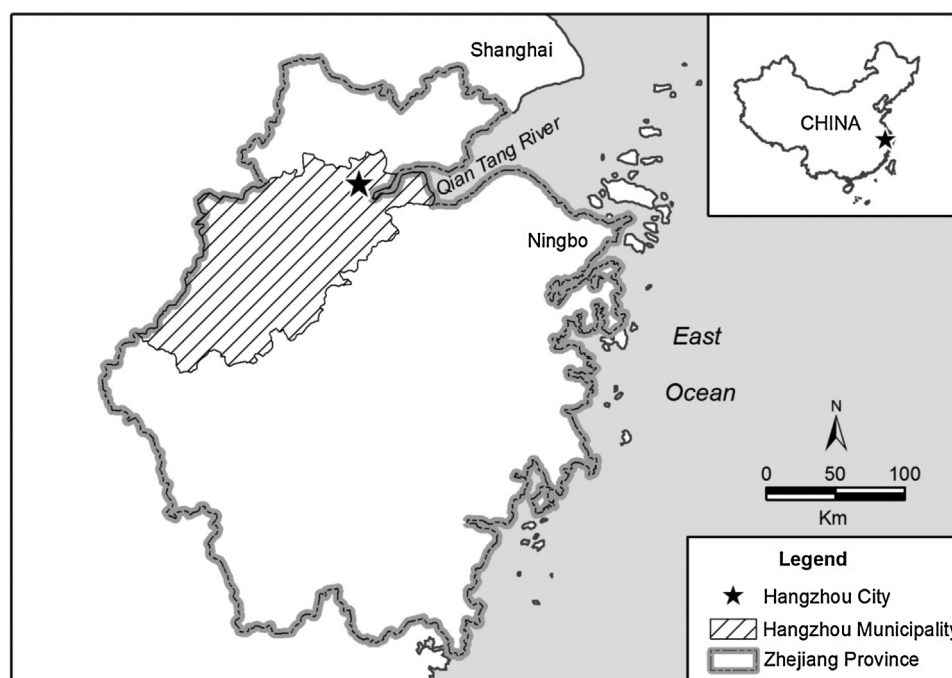 Shanghai
CHINA
Qian Tang River
Ningbo
East
Ocean
N
0 50 100
Km
Legend
Hangzhou City
Hangzhou Municipality
Zhejiang Province